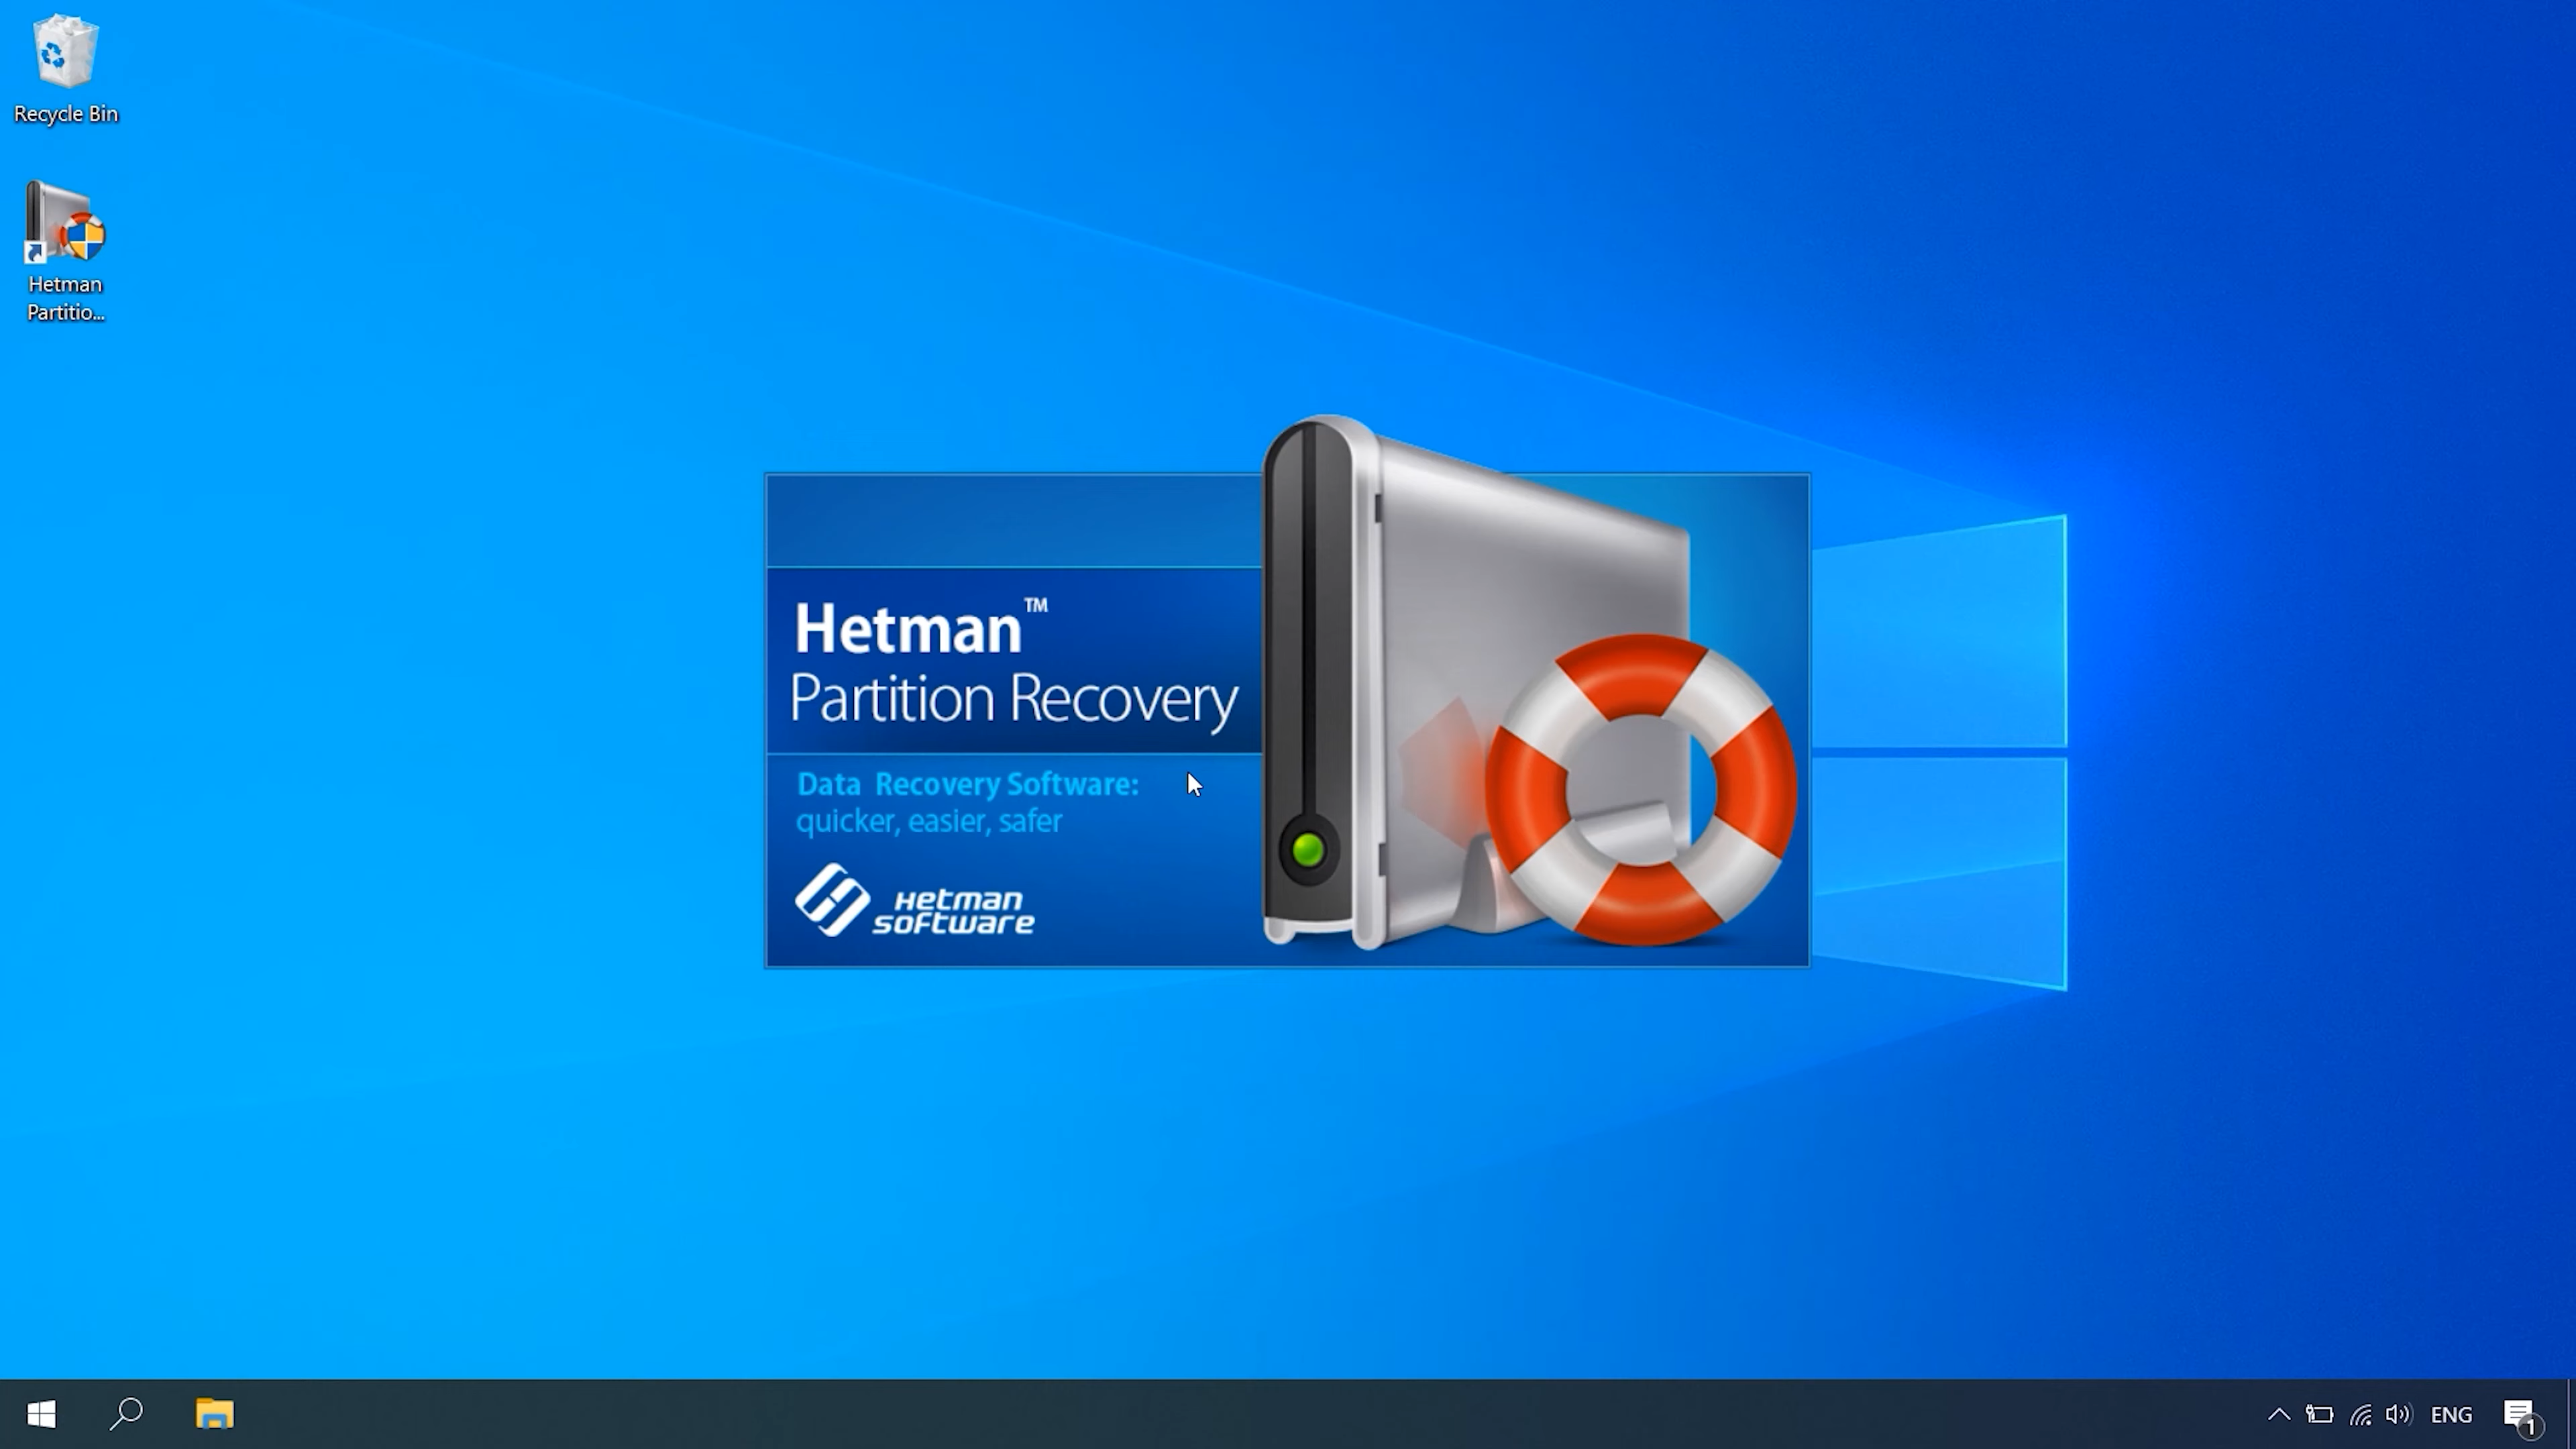 Recycle Bin
Hetman
Partitio...
Hetman™
Partition Recovery
Data Recovery Software:
quicker, easier, safer
Hetman
software
ENG
1